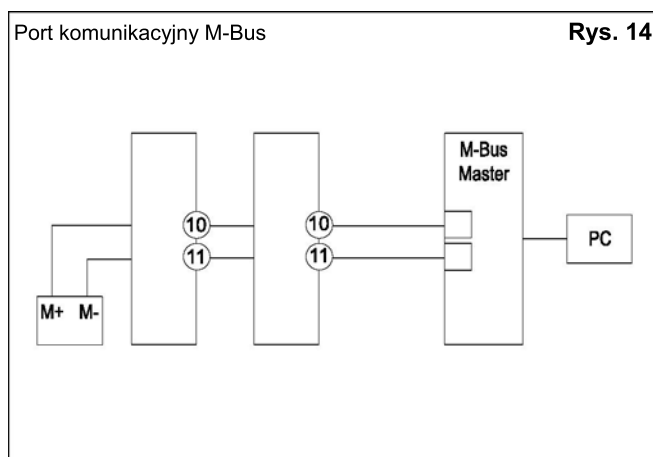 Port komunikacyjny M-Bus
Rys. 14
M-Bus
Master
10
10
11
11
PC
M+ M-